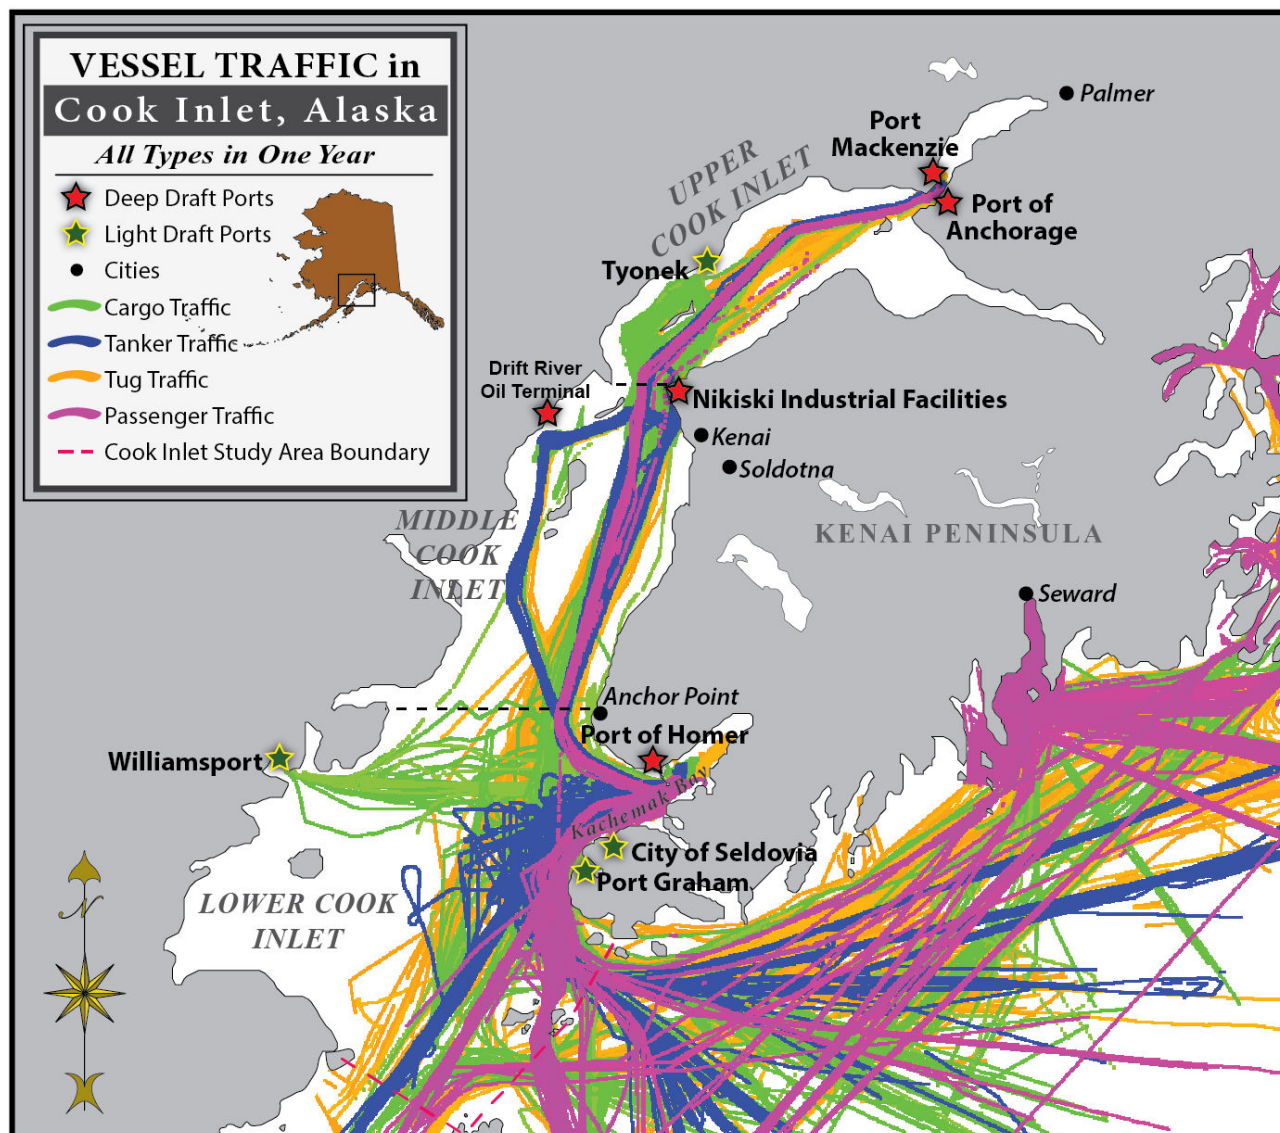 VESSEL TRAFFIC in
Cook Inlet, Alaska
All Types in One Year
Deep Draft Ports
Light Draft Ports
Cities
Cargo Traffic
Tanker Traffic
Tug Traffic
Passenger Traffic
Cook Inlet Study Area Boundary
Palmer
Port
Mackenzie
UPPER
COOK INLET
Port of
Anchorage
Tyonek
Drift River
Oil Terminal
Nikiski Industrial Facilities
Kenai
Soldotna
MIDDLE
COOK
INLET
KENAI PENINSULA
Seward
Anchor Point
Port of Homer
Williamsport
Kachemak Bay
City of Seldovia
Port Graham
LOWER COOK
INLET
N